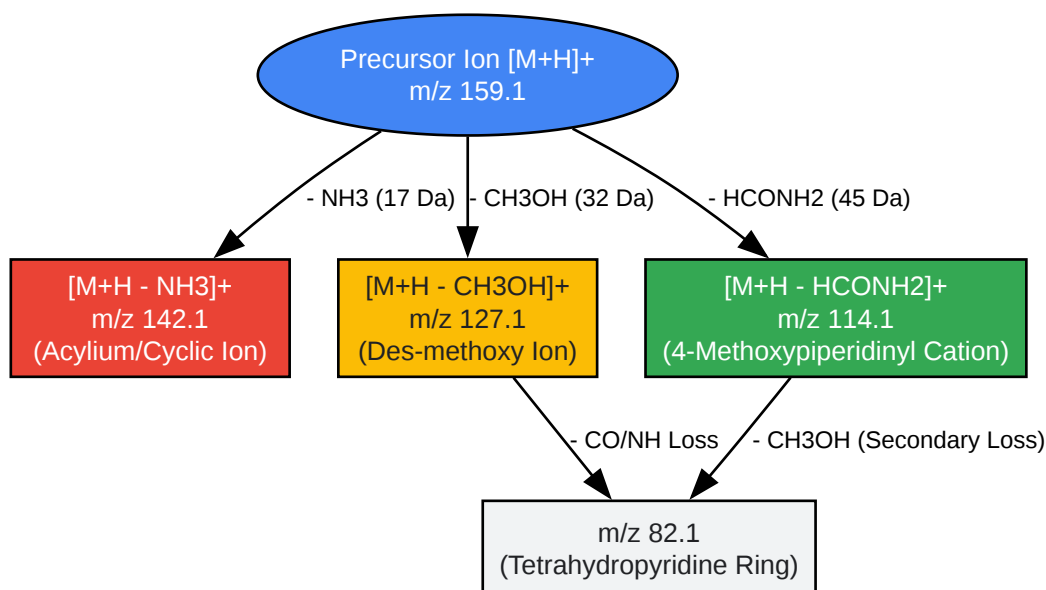 Precursor Ion [M+H]+
m/z 159.1
- NH3 (17 Da)
- CH3OH (32 Da)
- HCONH2 (45 Da)
[M+H - NH3]+
m/z 142.1
(Acylium/Cyclic Ion)
[M+H - CH3OH]+
m/z 127.1
(Des-methoxy Ion)
[M+H - HCONH2]+
m/z 114.1
(4-Methoxypiperidinyl Cation)
- CO/NH Loss
- CH3OH (Secondary Loss)
m/z 82.1
(Tetrahydropyridine Ring)